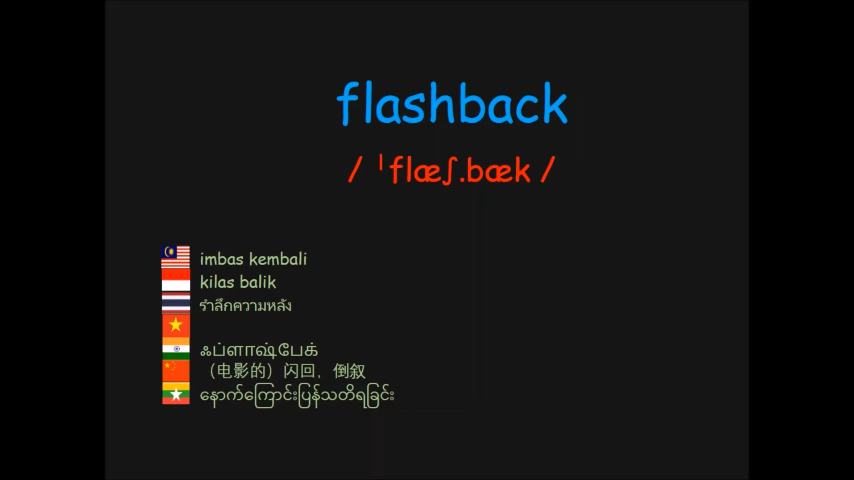 flashback
/ ˈflæʃ.bæk /
imbas kembali
kilas balik
รำลึกความหลัง
ஃப்ளாஷ்பேக்
（电影的）闪回，倒叙
နောက်ကြောင်းပြန်သတိရခြင်း